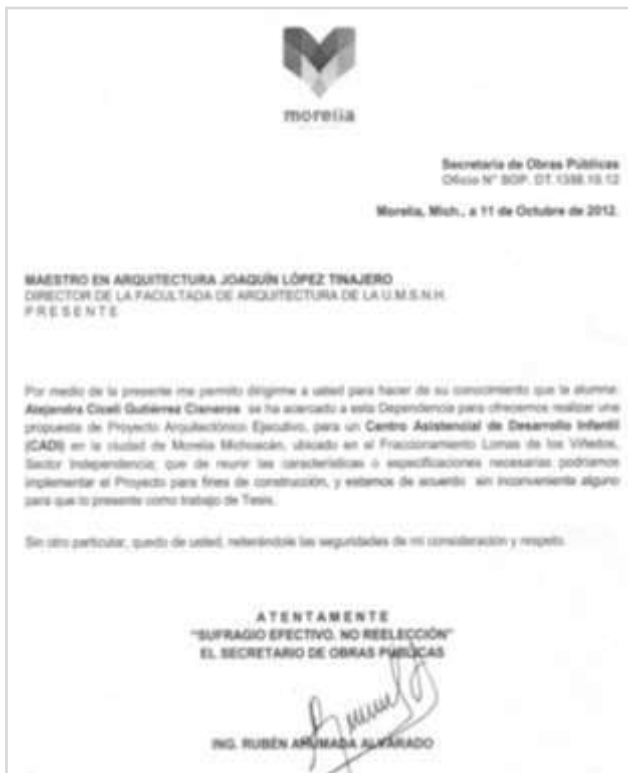 morelia
Secretaria de Obras Públicas
Oficio N° SOP. DT.1388.10.12
Morelia, Mich., a 11 de Octubre de 2012.
MAESTRO EN ARQUITECTURA JOAQUÍN LÓPEZ TINAJERO
DIRECTOR DE LA FACULTADA DE ARQUITECTURA DE LA U.M.S.N.H.
P R E S E N T E
Por medio de la presente me permito dirigirme a usted para hacer de su conocimiento que la alumna:
Alejandra Ciceli Gutiérrez Cisneros se ha acercado a esta Dependencia para ofrecernos realizar una
propuesta de Proyecto Arquitectónico Ejecutivo, para un Centro Asistencial de Desarrollo Infantil
(CADI) en la ciudad de Morelia Michoacán, ubicado en el Fraccionamiento Lomas de los Viñedos,
Sector Independencia; que de reunir las características o especificaciones necesarias podríamos
implementar el Proyecto para fines de construcción, y estamos de acuerdo sin inconveniente alguno
para que lo presente como trabajo de Tesis.
Sin otro particular, quedo de usted, reiterándole las seguridades de mi consideración y respeto.
A T E N T A M E N T E
"SUFRAGIO EFECTIVO. NO REELECCIÓN"
EL SECRETARIO DE OBRAS PÚBLICAS
ING. RUBÉN AHUMADA ALVARADO